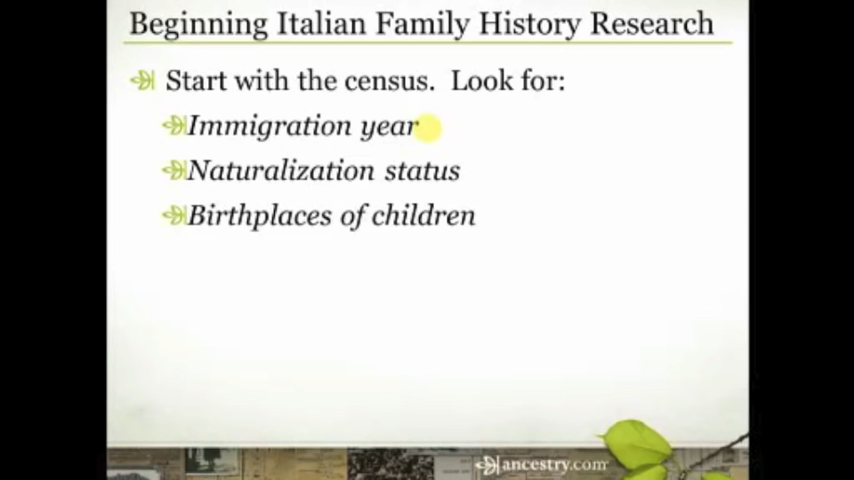 Beginning Italian Family History Research
Start with the census. Look for:
Immigration year
Naturalization status
Birthplaces of children
ancestry.com